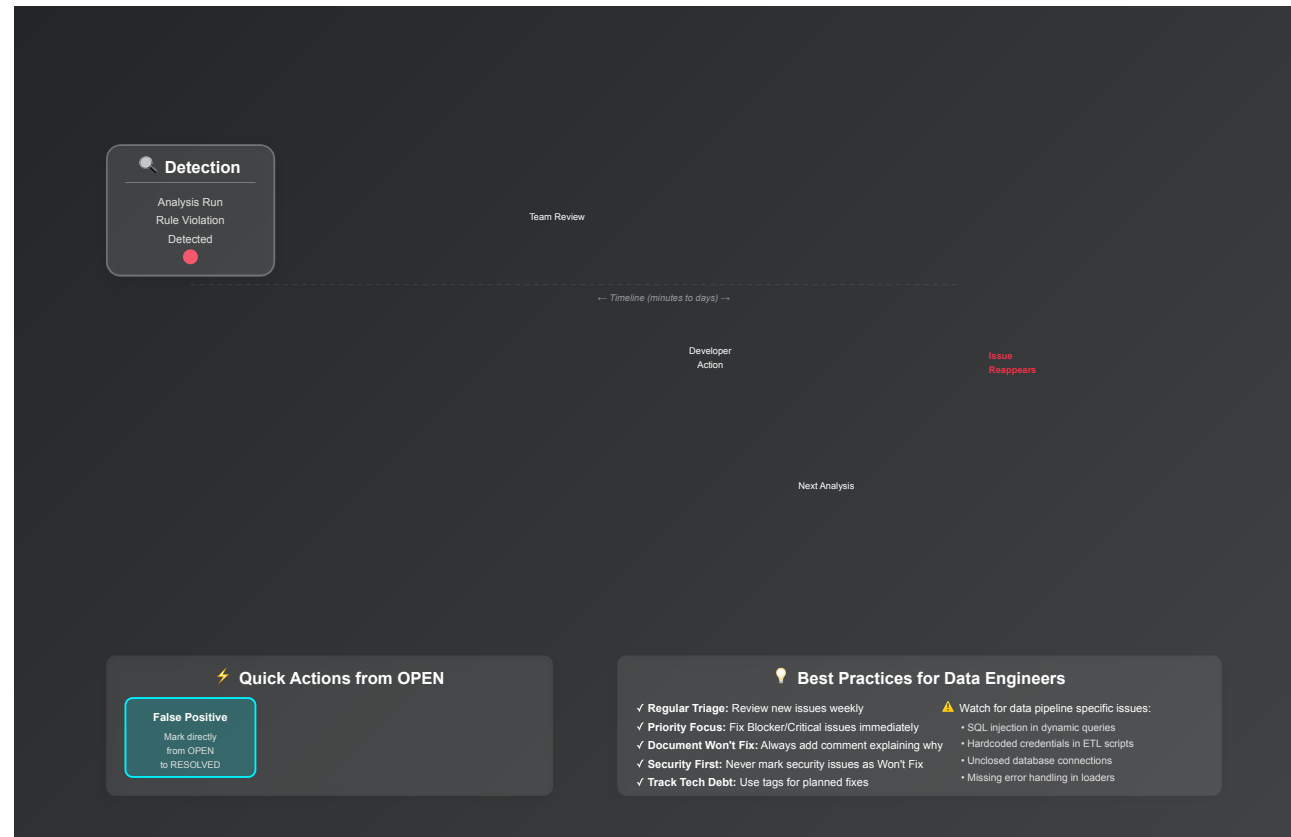 Detection
Analysis Run
Rule Violation
Detected
Team Review
← Timeline (minutes to days) →
Developer
Action
Issue
Reappears
Next Analysis
⚡ Quick Actions from OPEN
False Positive
Mark directly
from OPEN
to RESOLVED
Best Practices for Data Engineers
✓ Regular Triage: Review new issues weekly
✓ Priority Focus: Fix Blocker/Critical issues immediately
✓ Document Won't Fix: Always add comment explaining why
✓ Security First: Never mark security issues as Won't Fix
✓ Track Tech Debt: Use tags for planned fixes
⚠ Watch for data pipeline specific issues:
• SQL injection in dynamic queries
• Hardcoded credentials in ETL scripts
• Unclosed database connections
• Missing error handling in loaders